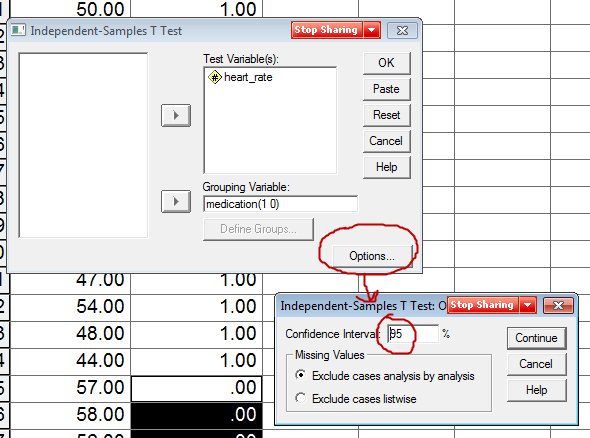 50.00 1.00
Independent-Samples T Test Stop Sharing
Test Variable(s):
heart_rate
OK
Paste
Reset
Cancel
Help
Grouping Variable:
medication(1 0)
Define Groups...
Options...
47.00 1.00
54.00 1.00
48.00 1.00
44.00 1.00
57.00 .00
58.00 .00
Independent-Samples T Test: O Stop Sharing
Confidence Interval: 95 %
Continue
Missing Values
Cancel
Exclude cases analysis by analysis
Help
Exclude cases listwise